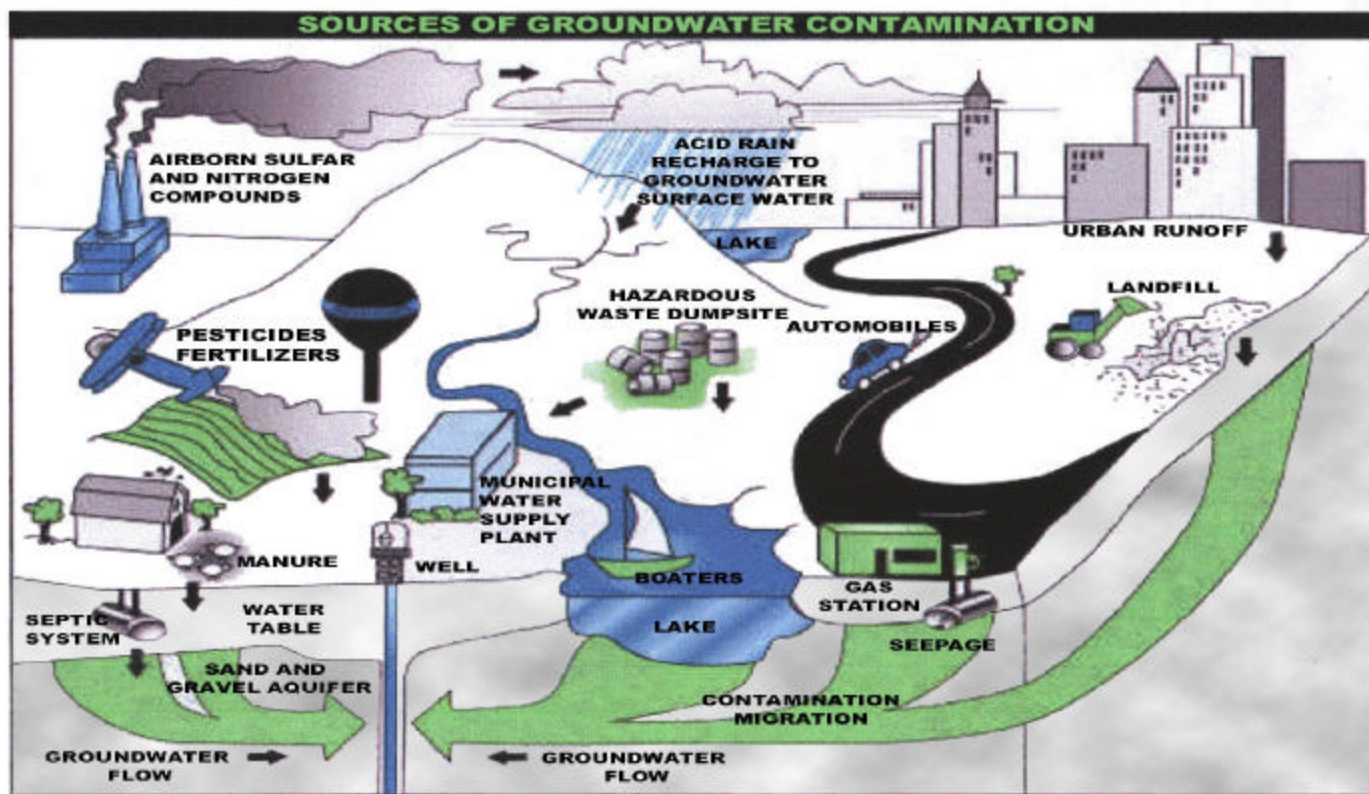 SOURCES OF GROUNDWATER CONTAMINATION
AIRBORN SULFAR
AND NITROGEN
COMPOUNDS
ACID RAIN
RECHARGE TO
GROUNDWATER
SURFACE WATER
LAKE
URBAN RUNOFF
LANDFILL
HAZARDOUS
WASTE DUMPSITE
AUTOMOBILES
PESTICIDES
FERTILIZERS
MUNICIPAL
WATER
SUPPLY
PLANT
MANURE
WELL
BOATERS
GAS
STATION
SEPTIC
SYSTEM
WATER
TABLE
LAKE
SEEPAGE
SAND AND
GRAVEL AQUIFER
CONTAMINATION
MIGRATION
GROUNDWATER
FLOW
GROUNDWATER
FLOW